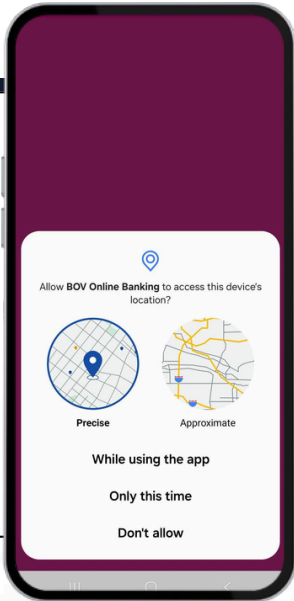 Allow BOV Online Banking to access this device's
location?
Precise
Approximate
While using the app
Only this time
Don't allow